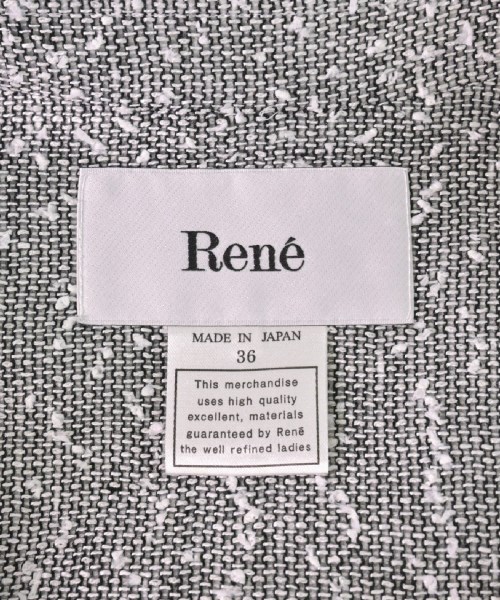 René
MADE IN JAPAN
36
This merchandise
uses high quality
excellent, materials
guaranteed by René
the well refined ladies